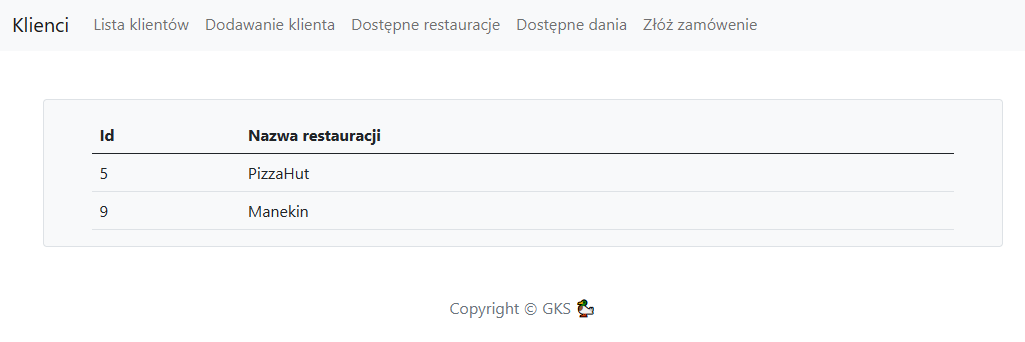 Klienci Lista klientów Dodawanie klienta Dostępne restauracje Dostępne dania Złóż zamówenie
Id Nazwa restauracji
5 PizzaHut
9 Manekin
Copyright © GKS